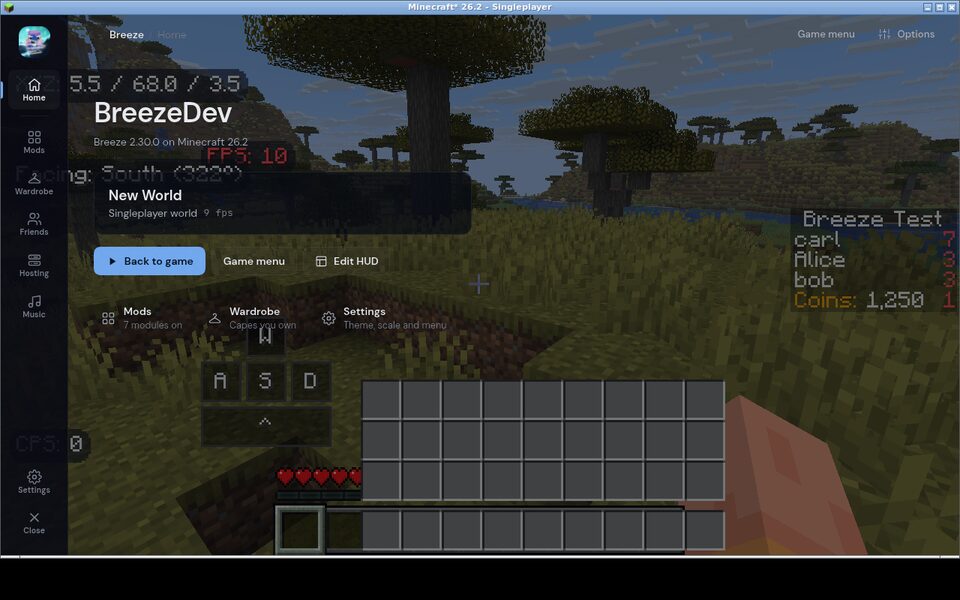 Minecraft* 26.2 - Singleplayer
Breeze Home
Game menu
Options
XYZ: 5.5 / 68.0 / 3.5
Home
BreezeDev
Breeze 2.30.0 on Minecraft 26.2
FPS: 10
Facing: South (322°)
Mods
Wardrobe
Friends
Hosting
Music
New World
Singleplayer world 9 fps
Back to game
Game menu
Edit HUD
Mods
7 modules on
Wardrobe
Capes you own
Settings
Theme, scale and menu
Breeze Test
carl 7
Alice 3
bob 3
Coins: 1,250 1
W
A S D
^
CPS: 0
Settings
Close